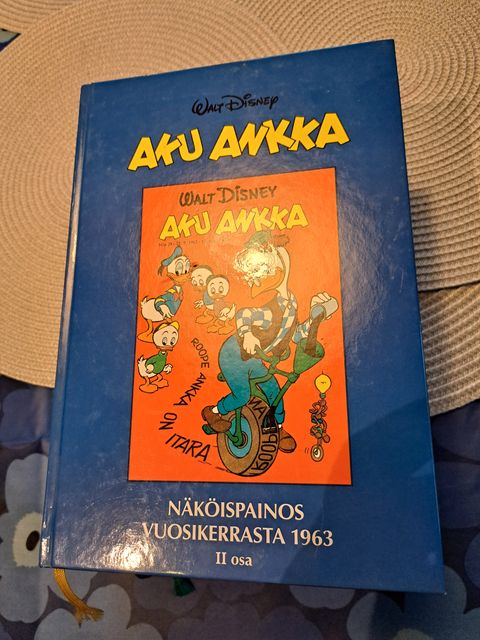 WALT DISNEY
AKU ANKKA
WALT DISNEY
AKU ANKKA
ROOPE
ANKKA
ON
ITARA
NÄKÖISPAINOS
VUOSIKERRASTA 1963
II osa